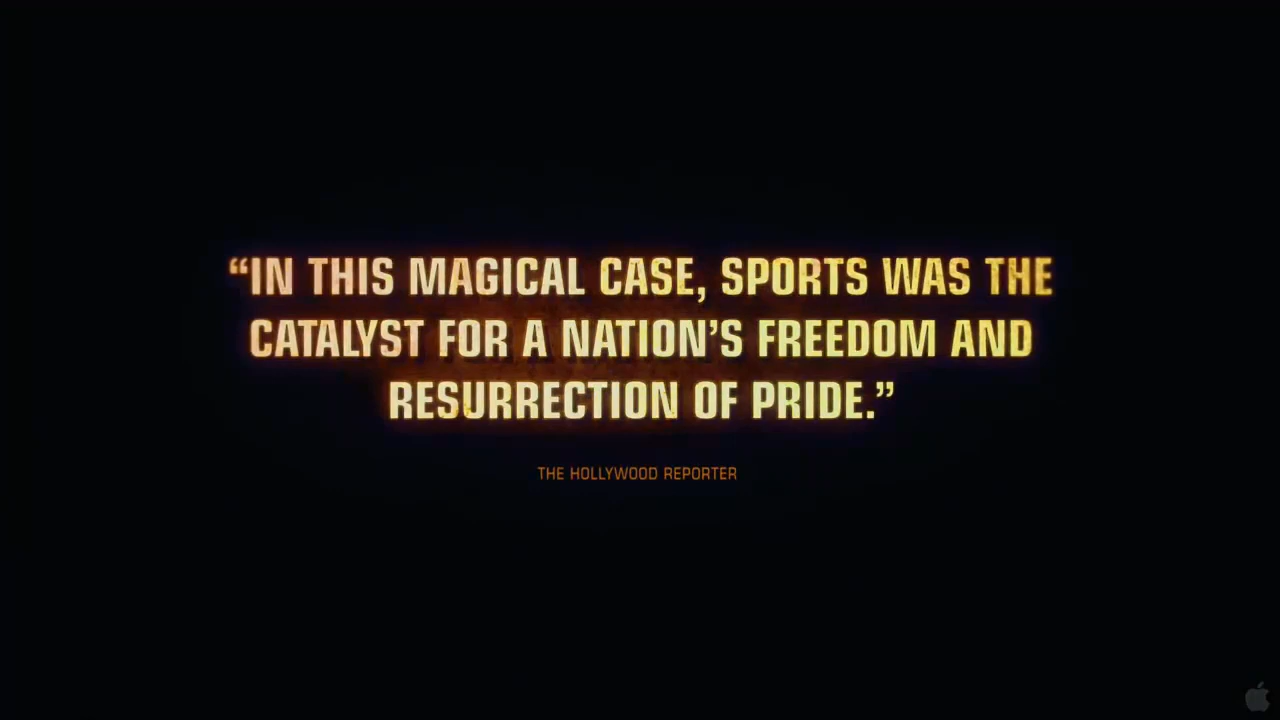 “IN THIS MAGICAL CASE, SPORTS WAS THE
CATALYST FOR A NATION’S FREEDOM AND
RESURRECTION OF PRIDE.”
THE HOLLYWOOD REPORTER